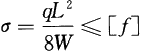 σ = qL²/8W ⩽ [f]